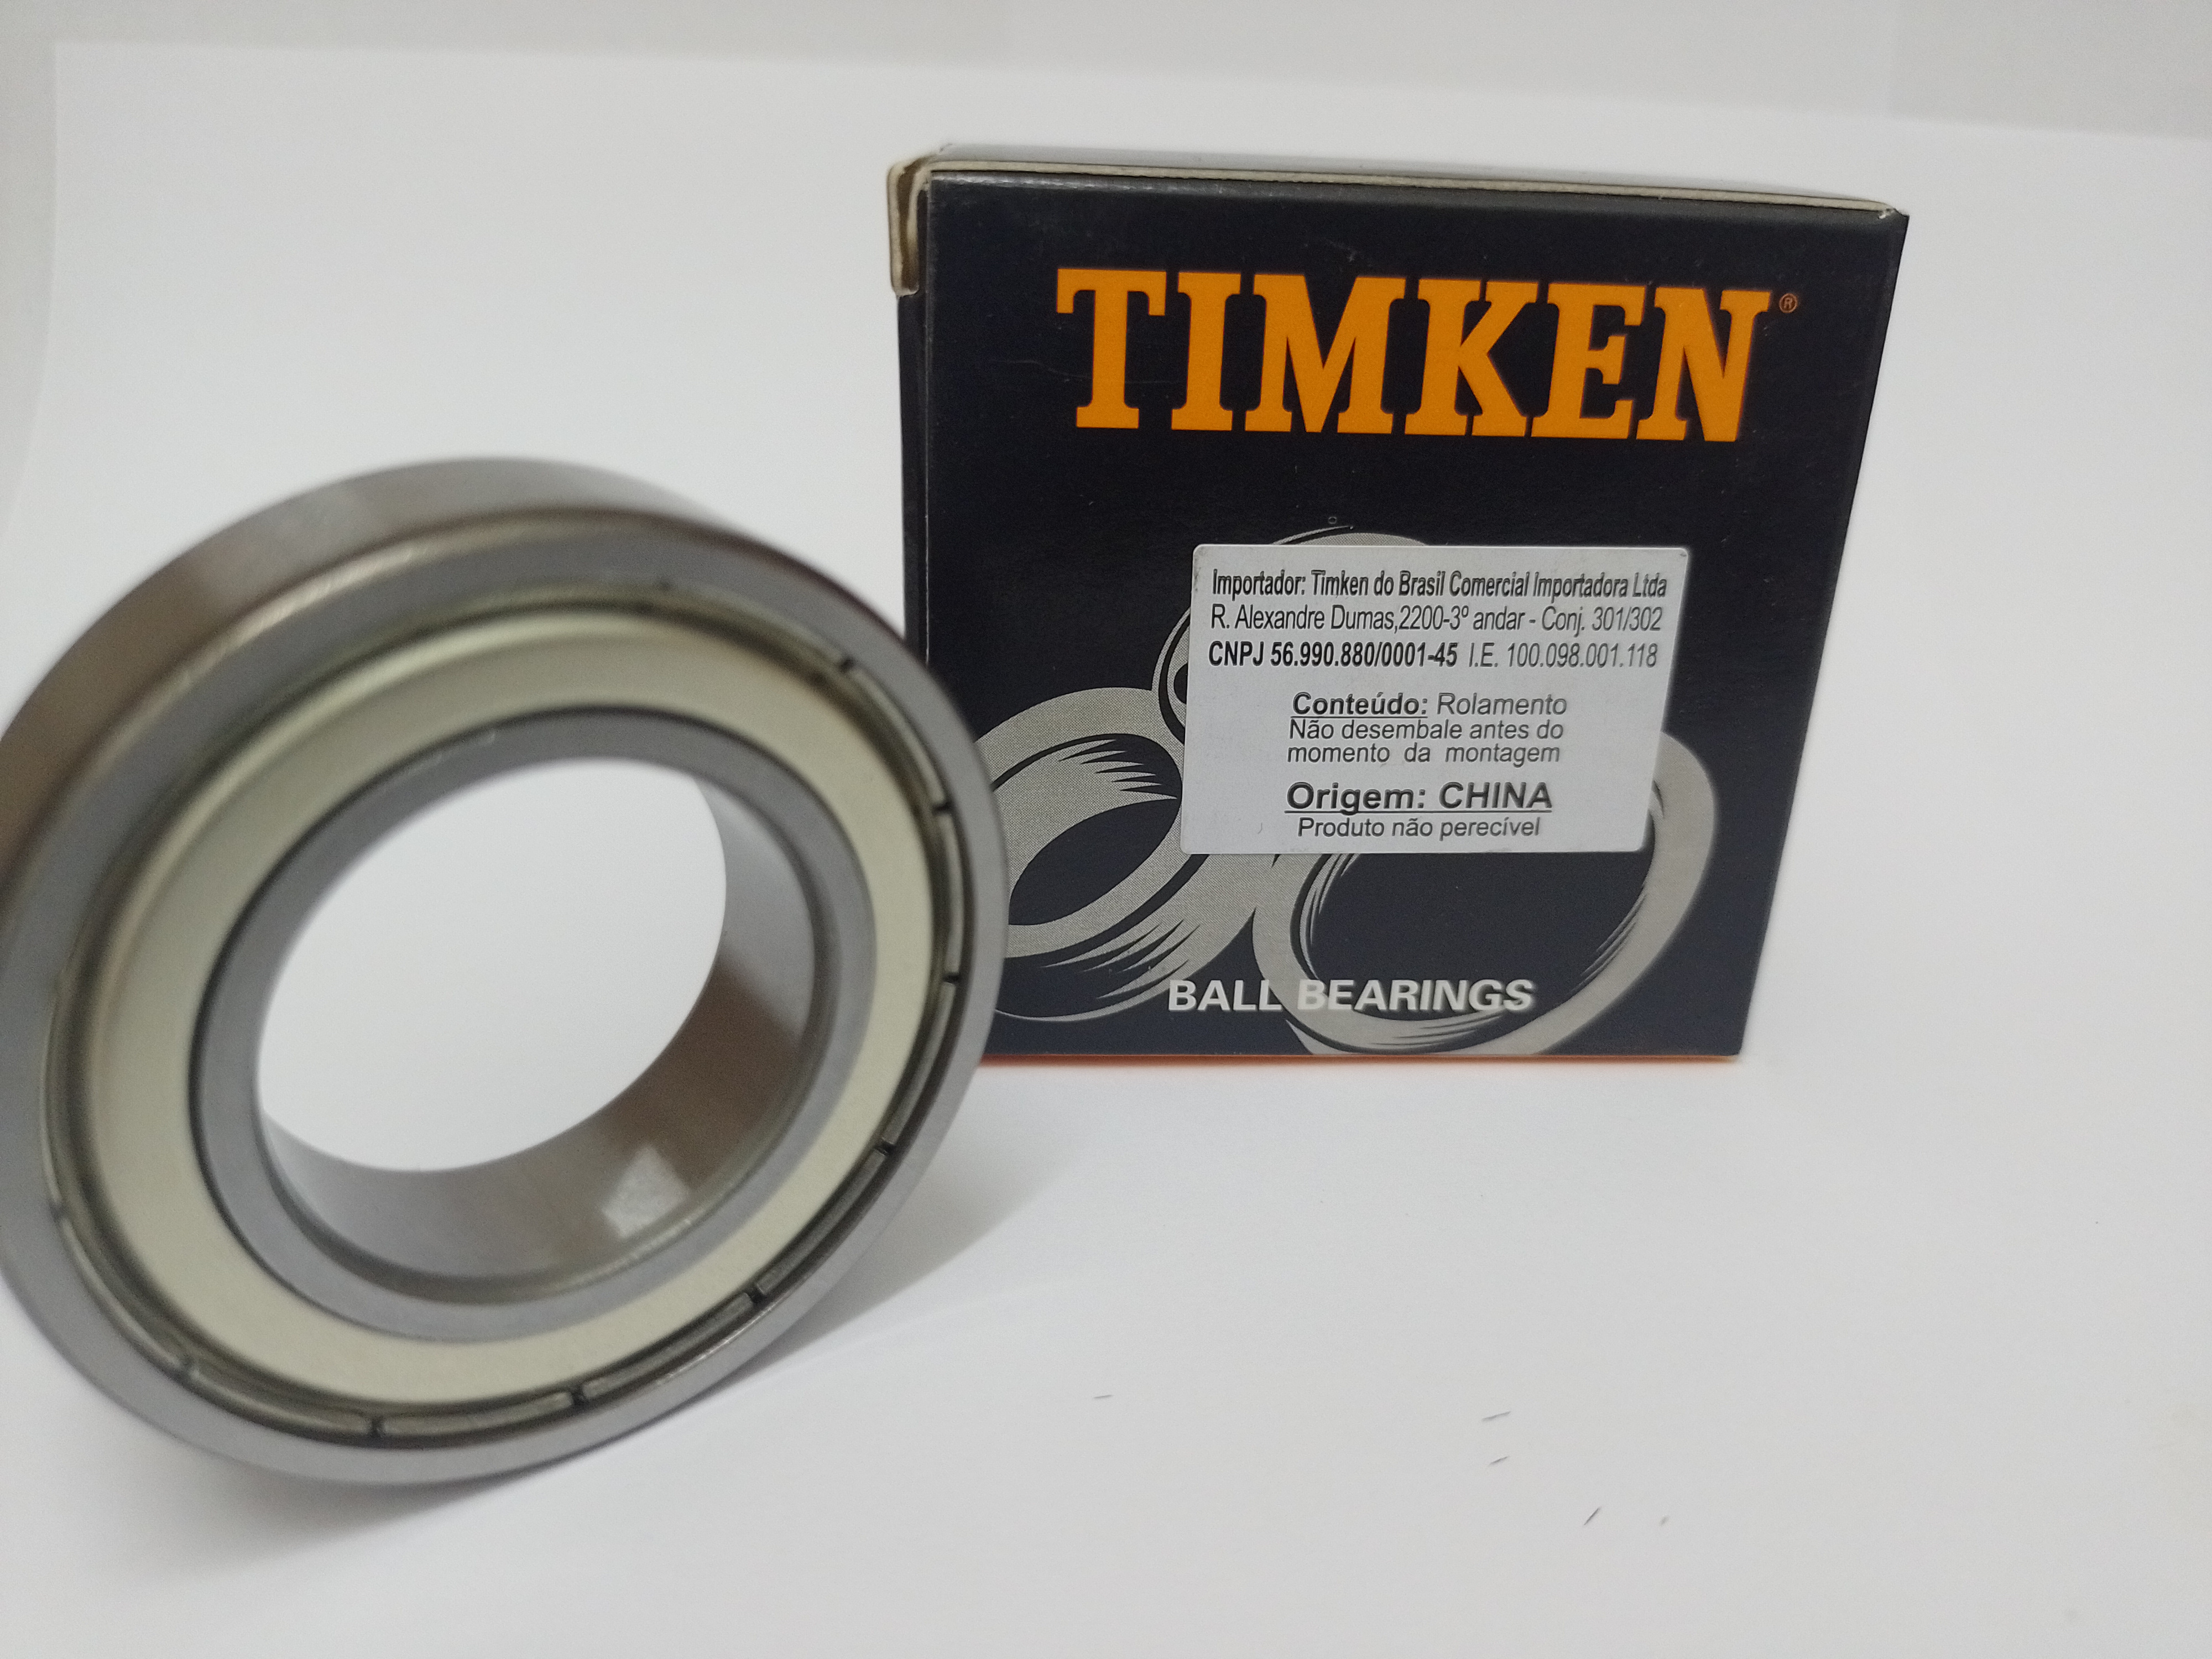 TIMKEN®
Importador: Timken do Brasil Comercial Importadora Ltda
R. Alexandre Dumas,2200-3º andar - Conj. 301/302
CNPJ 56.990.880/0001-45 I.E. 100.098.001.118
Conteúdo: Rolamento
Não desembale antes do
momento da montagem
Origem: CHINA
Produto não perecível
BALL BEARINGS